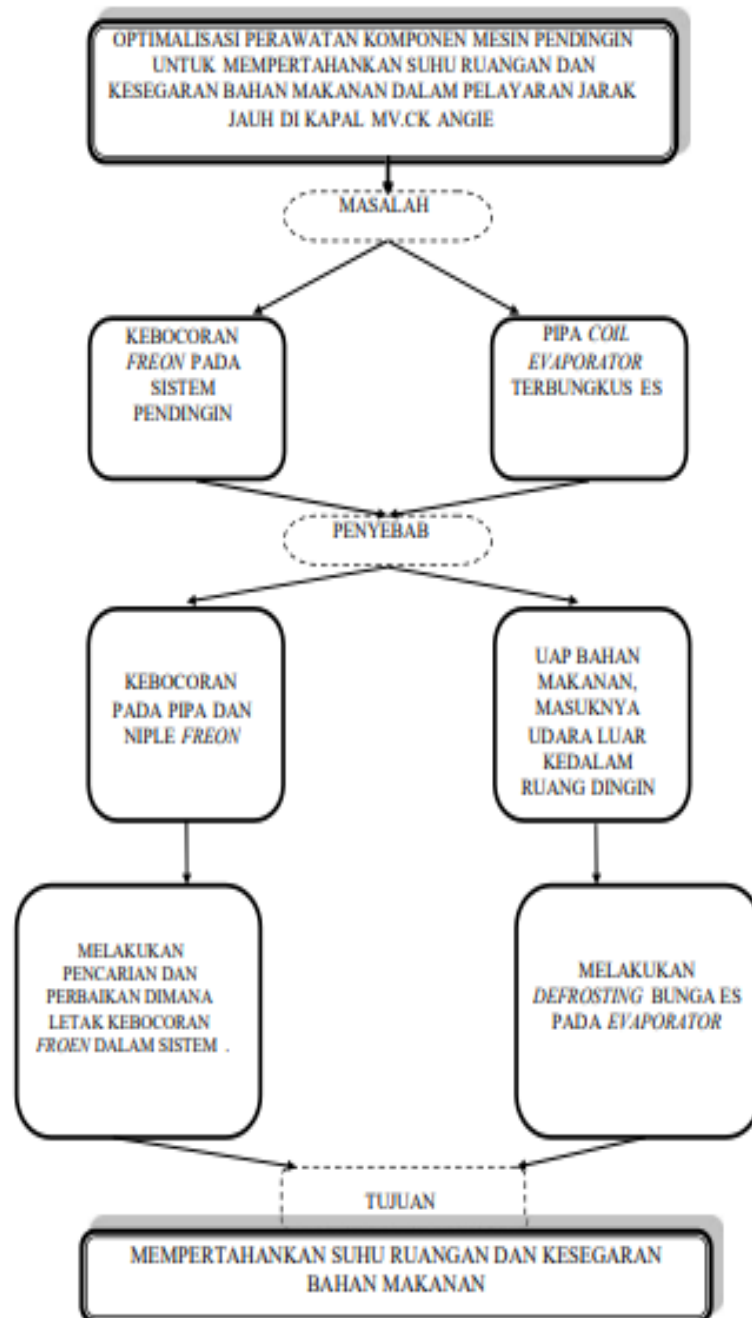 OPTIMALISASI PERAWATAN KOMPONEN MESIN PENDINGIN
UNTUK MEMPERTAHANKAN SUHU RUANGAN DAN
KESEGARAN BAHAN MAKANAN DALAM PELAYARAN JARAK
JAUH DI KAPAL MV.CK ANGIE
MASALAH
KEBOCORAN
FREON PADA
SISTEM
PENDINGIN
PIPA COIL
EVAPORATOR
TERBUNGKUS ES
PENYEBAB
KEBOCORAN
PADA PIPA DAN
NIPLE FREON
UAP BAHAN
MAKANAN,
MASUKNYA
UDARA LUAR
KEDALAM
RUANG DINGIN
MELAKUKAN
PENCARIAN DAN
PERBAIKAN DIMANA
LETAK KEBOCORAN
FROEN DALAM SISTEM .
MELAKUKAN
DEFROSTING BUNGA ES
PADA EVAPORATOR
TUJUAN
MEMPERTAHANKAN SUHU RUANGAN DAN KESEGARAN
BAHAN MAKANAN